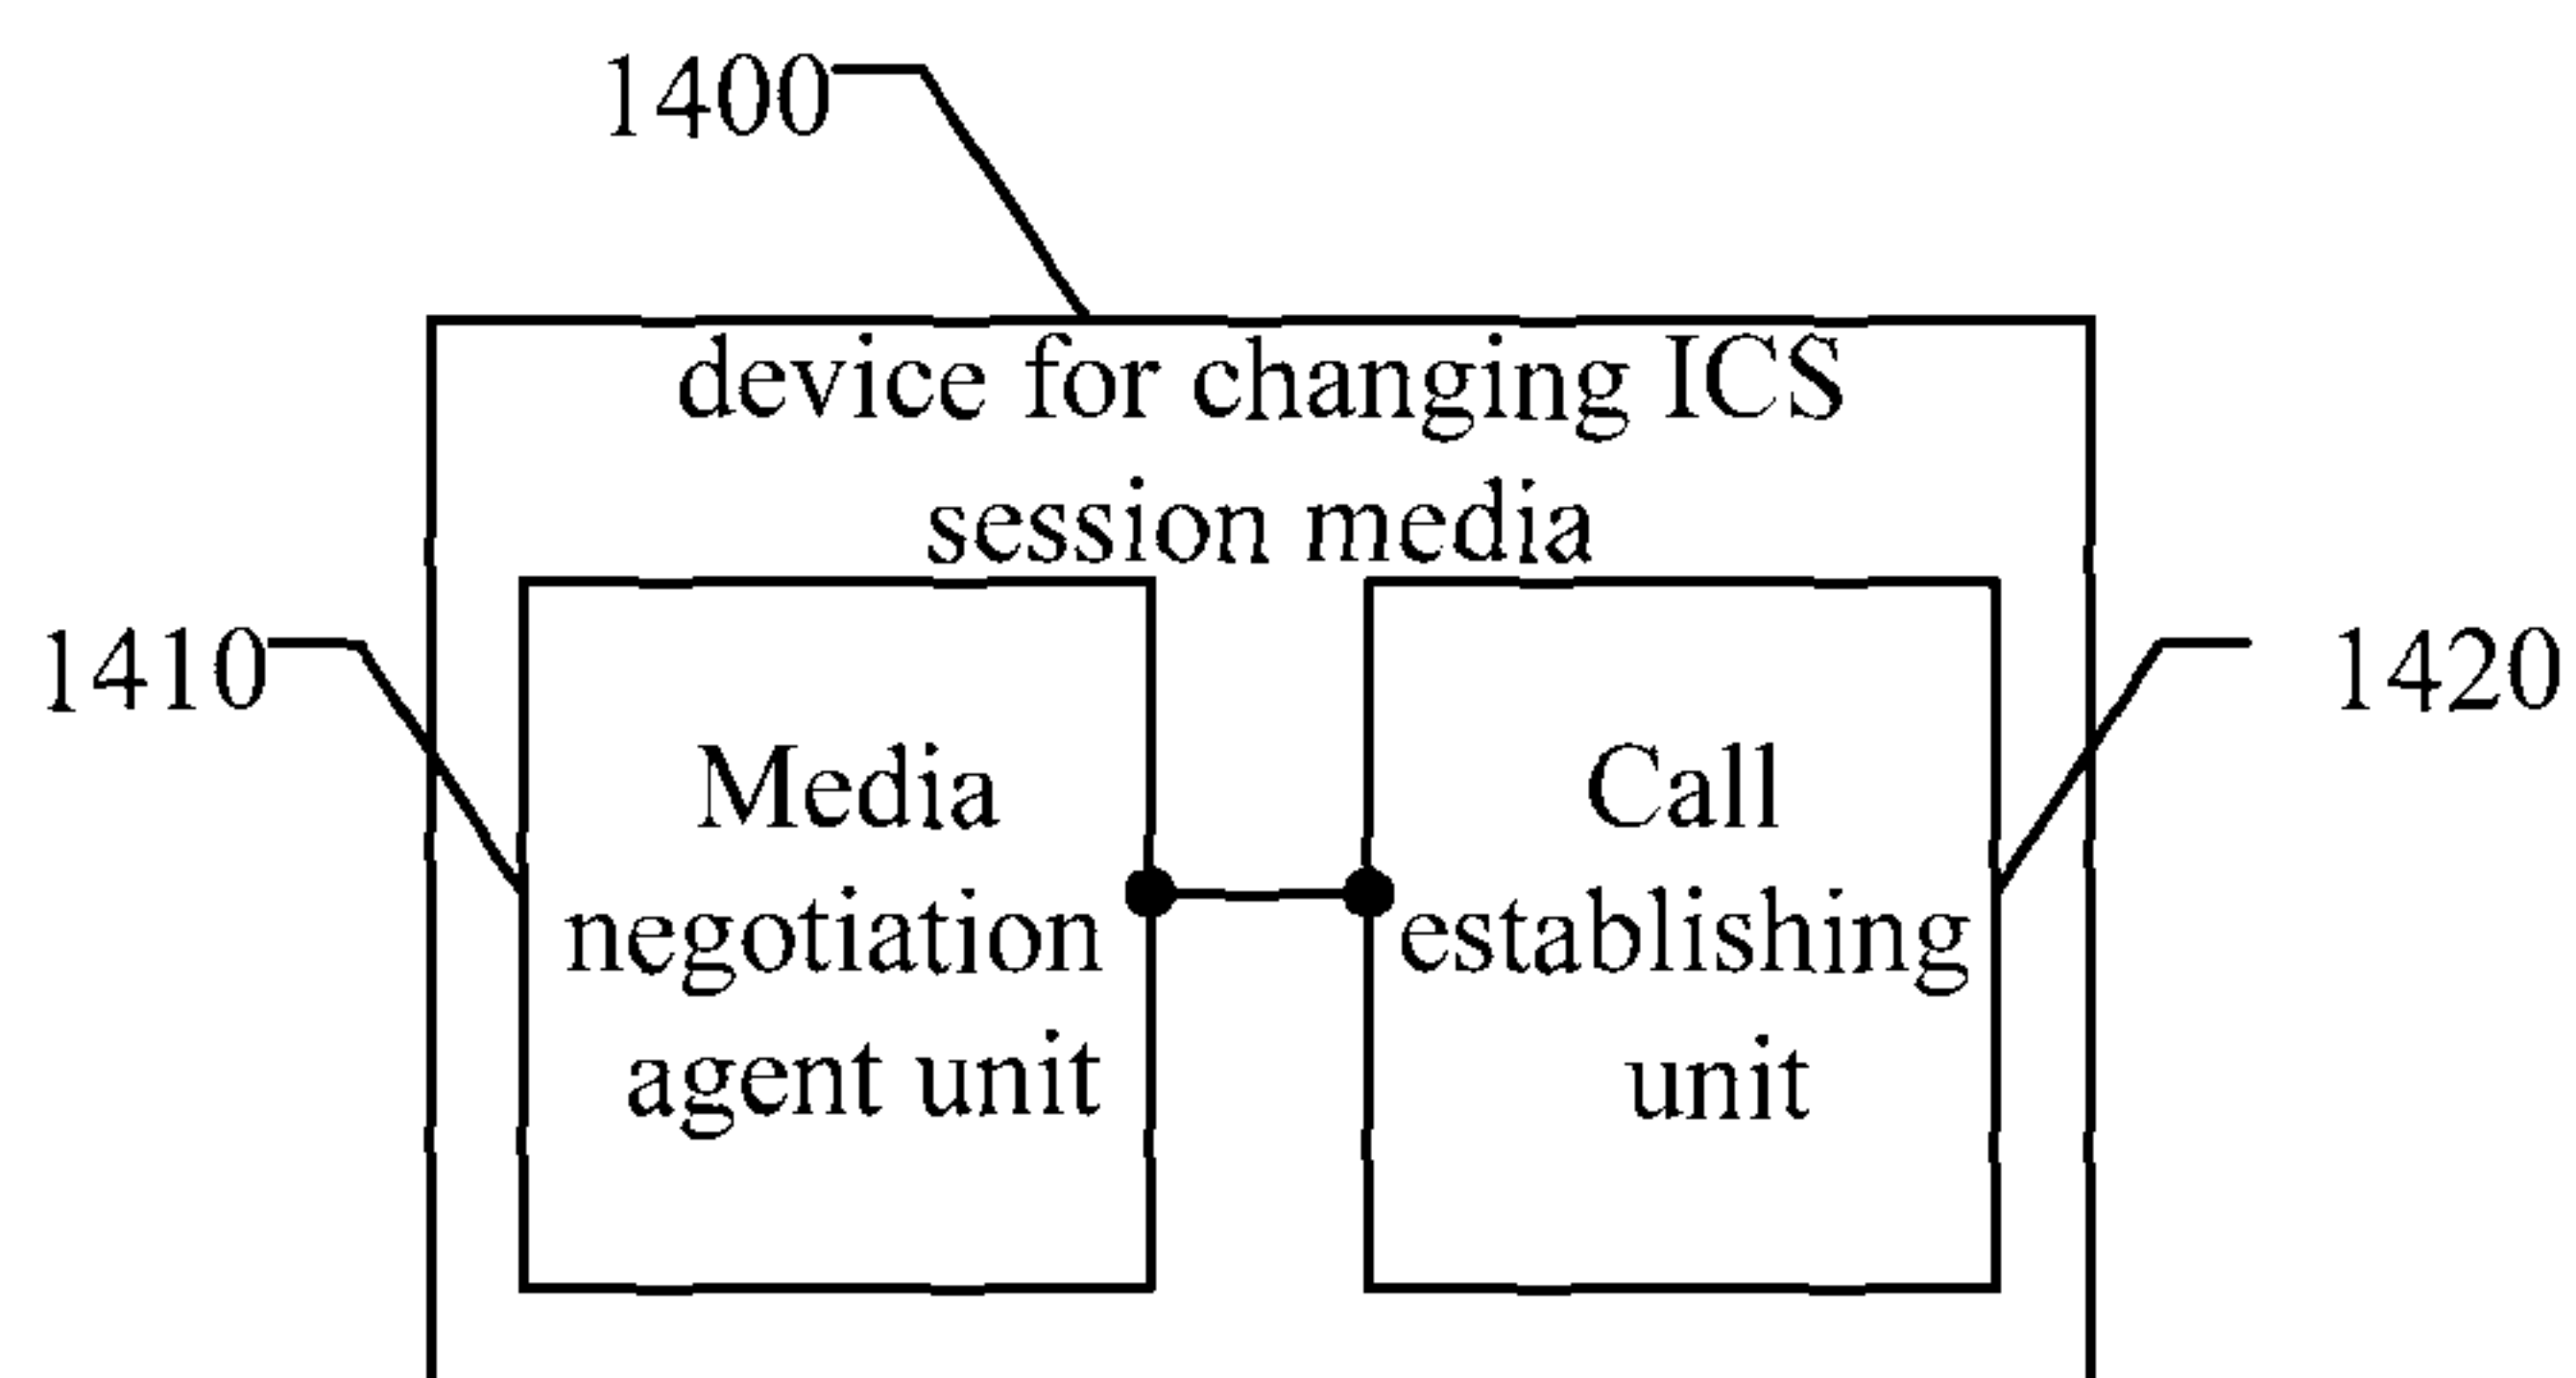 1400
device for changing ICS
session media
1410
1420
Media
negotiation
agent unit
Call
establishing
unit